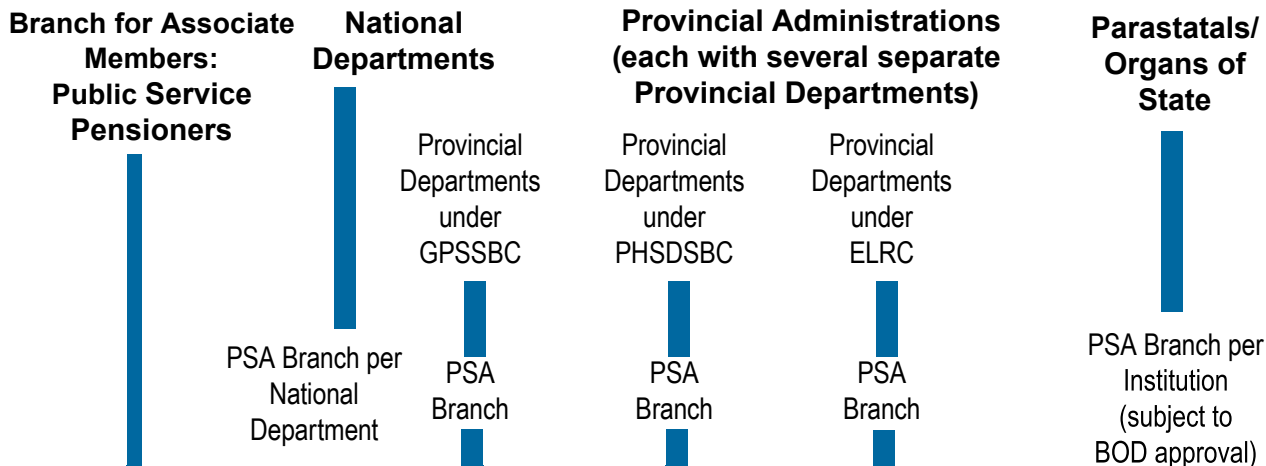 Branch for Associate
Members:
Public Service
Pensioners
National
Departments
Provincial Administrations
(each with several separate
Provincial Departments)
Parastatals/
Organs of
State
Provincial
Departments
under
GPSSBC
Provincial
Departments
under
PHSDSBC
Provincial
Departments
under
ELRC
PSA Branch per
National
Department
PSA
Branch
PSA
Branch
PSA
Branch
PSA Branch per
Institution
(subject to
BOD approval)